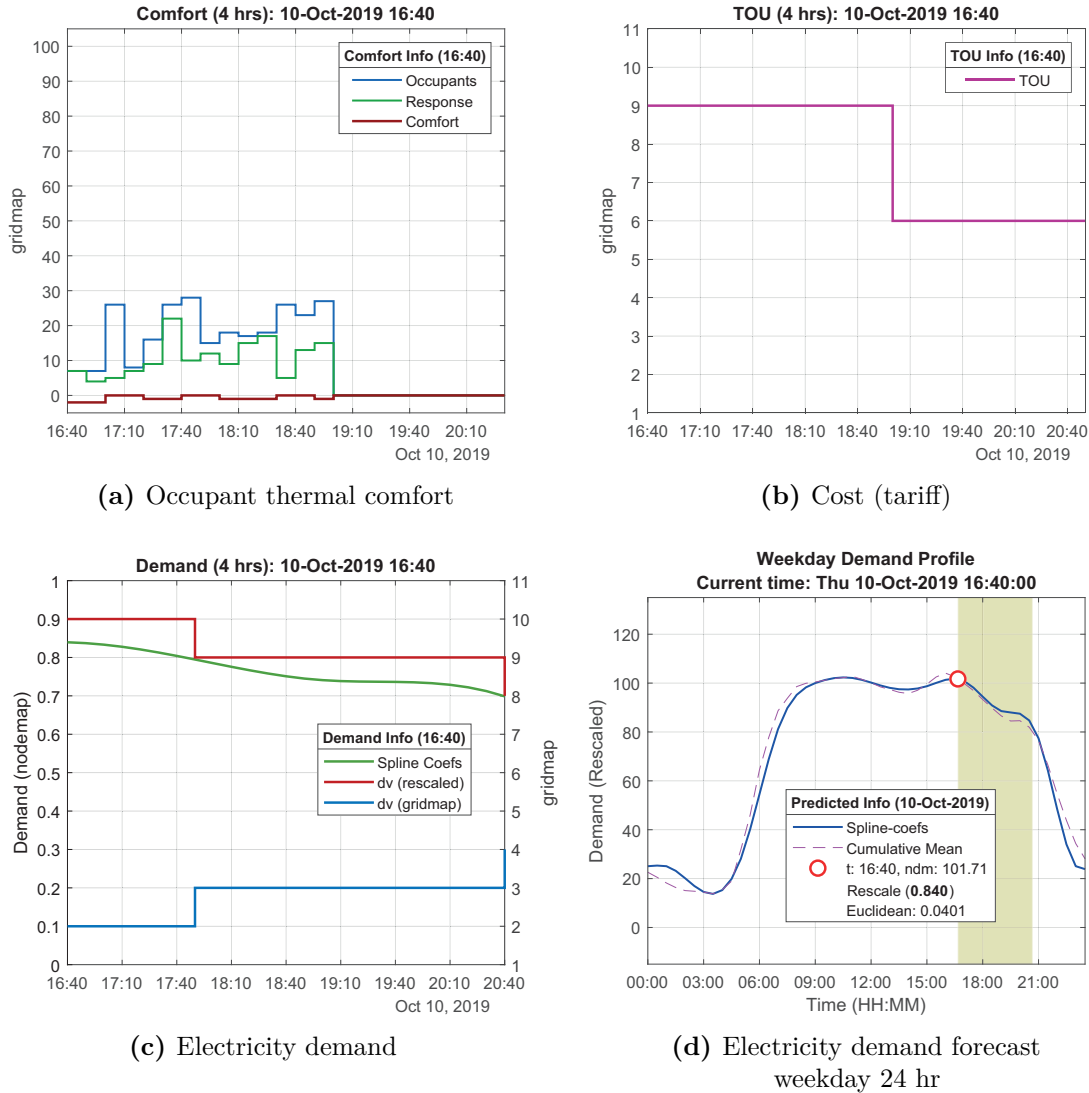 Comfort (4 hrs): 10-Oct-2019 16:40
100
90
80
70
60
50
40
30
20
10
0
gridmap
Comfort Info (16:40)
Occupants
Response
Comfort
16:40 17:10 17:40 18:10 18:40 19:10 19:40 20:10
Oct 10, 2019
(a) Occupant thermal comfort
TOU (4 hrs): 10-Oct-2019 16:40
11
10
9
8
7
6
5
4
3
2
1
gridmap
TOU Info (16:40)
TOU
16:40 17:10 17:40 18:10 18:40 19:10 19:40 20:10 20:40
Oct 10, 2019
(b) Cost (tariff)
Demand (4 hrs): 10-Oct-2019 16:40
1
0.9
0.8
0.7
0.6
0.5
0.4
0.3
0.2
0.1
0
Demand (nodemap)
Demand Info (16:40)
Spline Coefs
dv (rescaled)
dv (gridmap)
11
10
9
8
7
6
5
4
3
2
1
gridmap
16:40 17:10 17:40 18:10 18:40 19:10 19:40 20:10 20:40
Oct 10, 2019
(c) Electricity demand
Weekday Demand Profile
Current time: Thu 10-Oct-2019 16:40:00
120
100
80
60
40
20
0
Demand (Rescaled)
Predicted Info (10-Oct-2019)
Spline-coefs
Cumulative Mean
t: 16:40, ndm: 101.71
Rescale (0.840)
Euclidean: 0.0401
00:00 03:00 06:00 09:00 12:00 15:00 18:00 21:00
Time (HH:MM)
(d) Electricity demand forecast
weekday 24 hr